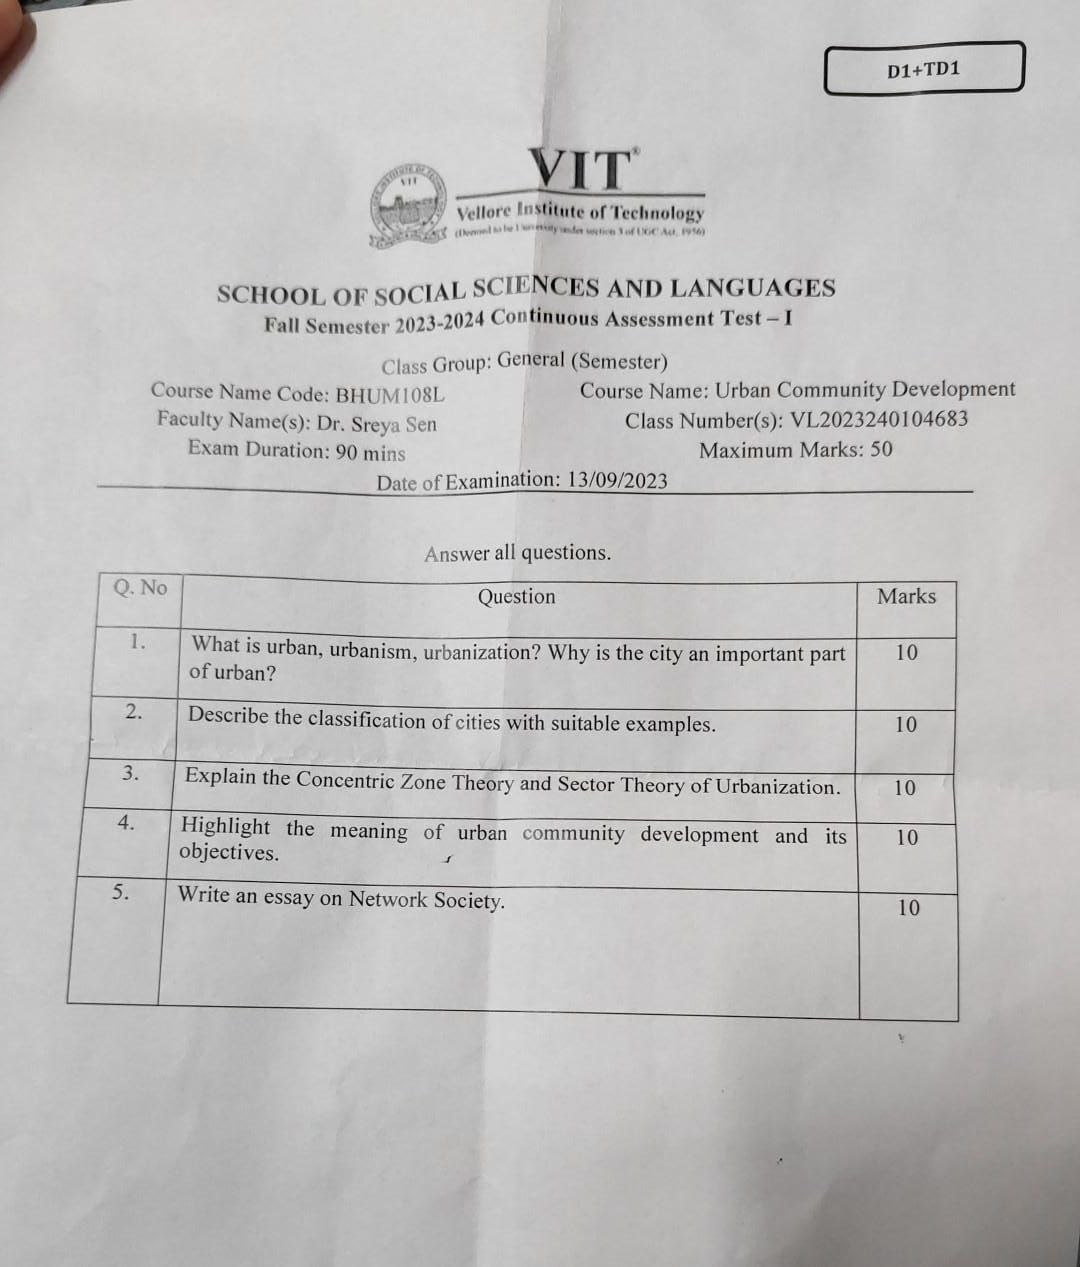 D1+TD1
VIT®
VIT
Vellore Institute of Technology
(Deemed to be University under section 3 of UGC Act, 1956)
SCHOOL OF SOCIAL SCIENCES AND LANGUAGES
Fall Semester 2023-2024 Continuous Assessment Test – I
Class Group: General (Semester)
Course Name Code: BHUM108L Course Name: Urban Community Development
Faculty Name(s): Dr. Sreya Sen Class Number(s): VL2023240104683
Exam Duration: 90 mins Maximum Marks: 50
Date of Examination: 13/09/2023
Answer all questions.
Q. No Question Marks
1. What is urban, urbanism, urbanization? Why is the city an important part 10
of urban?
2. Describe the classification of cities with suitable examples. 10
3. Explain the Concentric Zone Theory and Sector Theory of Urbanization. 10
4. Highlight the meaning of urban community development and its 10
objectives.
5. Write an essay on Network Society. 10